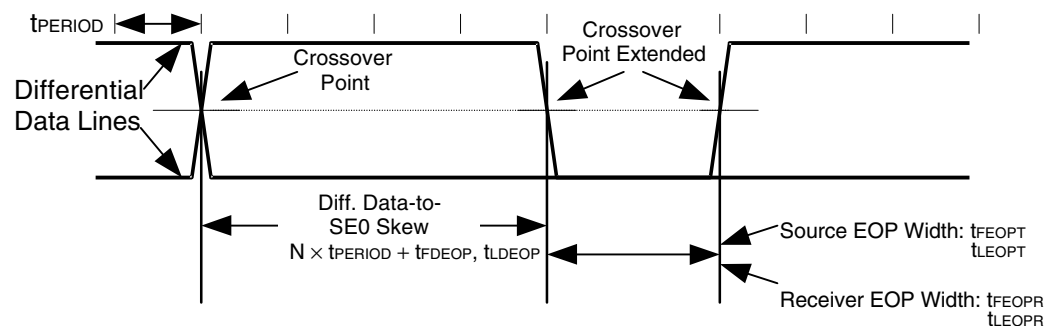 tPERIOD
Crossover
Point
Crossover
Point Extended
Differential
Data Lines
Diff. Data-to-
SE0 Skew
N × tPERIOD + tFDEOP, tLDEOP
Source EOP Width: tFEOPT
tLEOPT
Receiver EOP Width: tFEOPR
tLEOPR